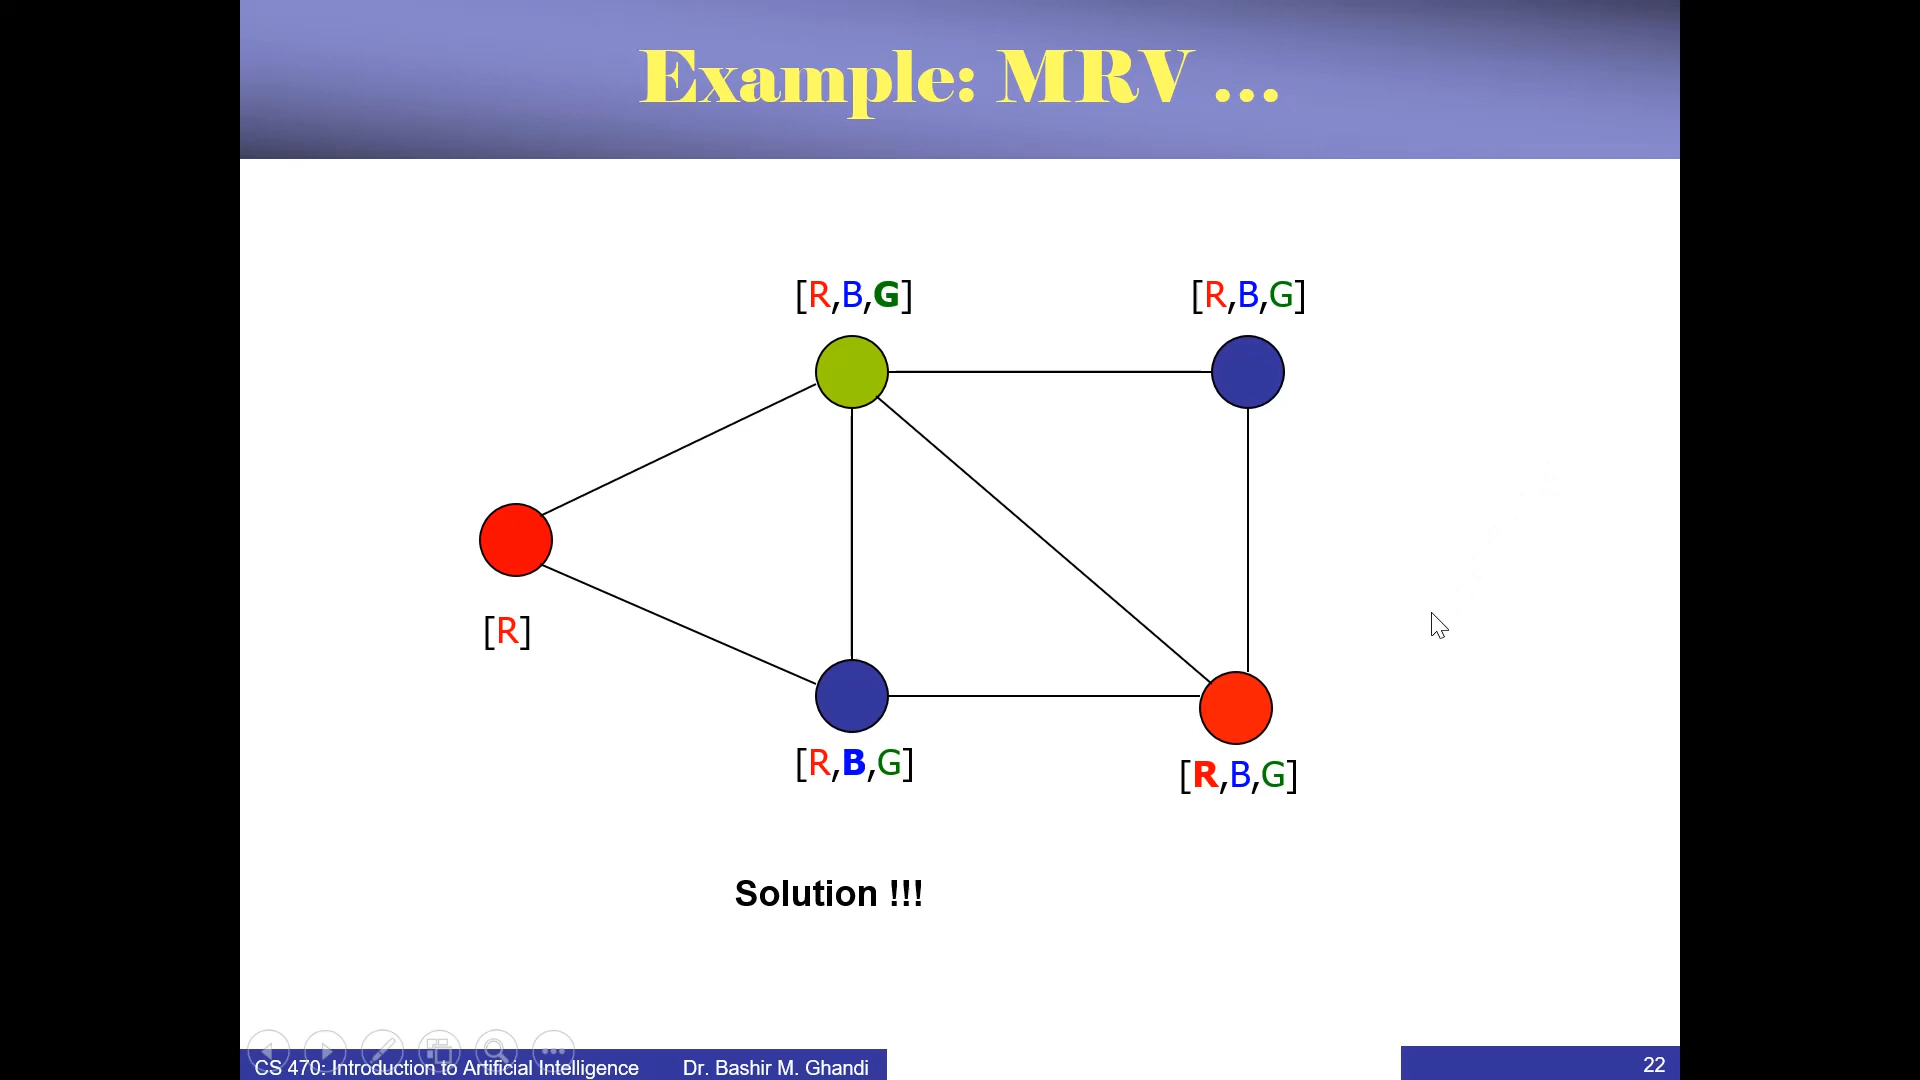 Example: MRV ...
[R,B,G]
[R,B,G]
[R]
[R,B,G]
[R,B,G]
Solution !!!
CS 470: Introduction to Artificial Intelligence
Dr. Bashir M. Ghandi
22